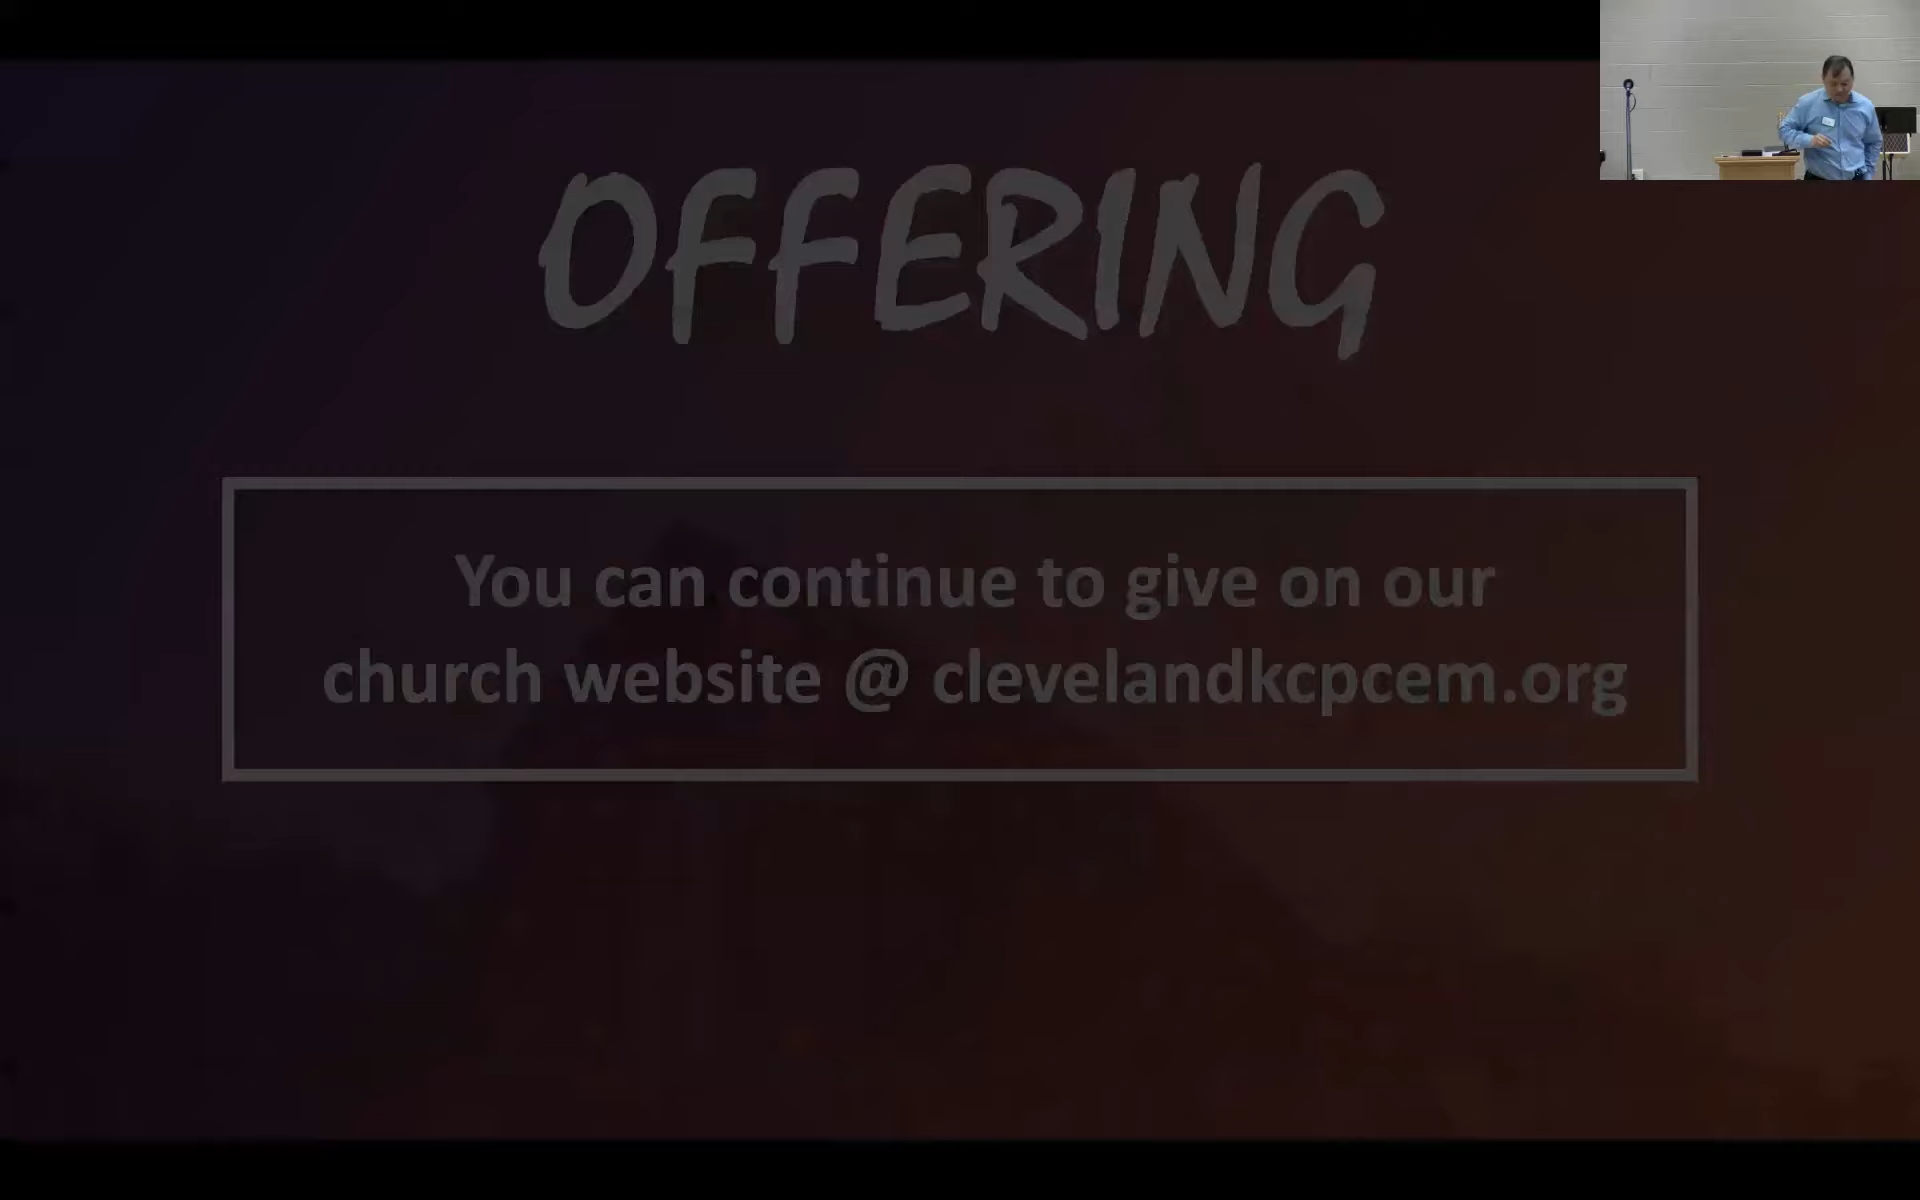 OFFERING
You can continue to give on our
church website @ clevelandkcpcem.org